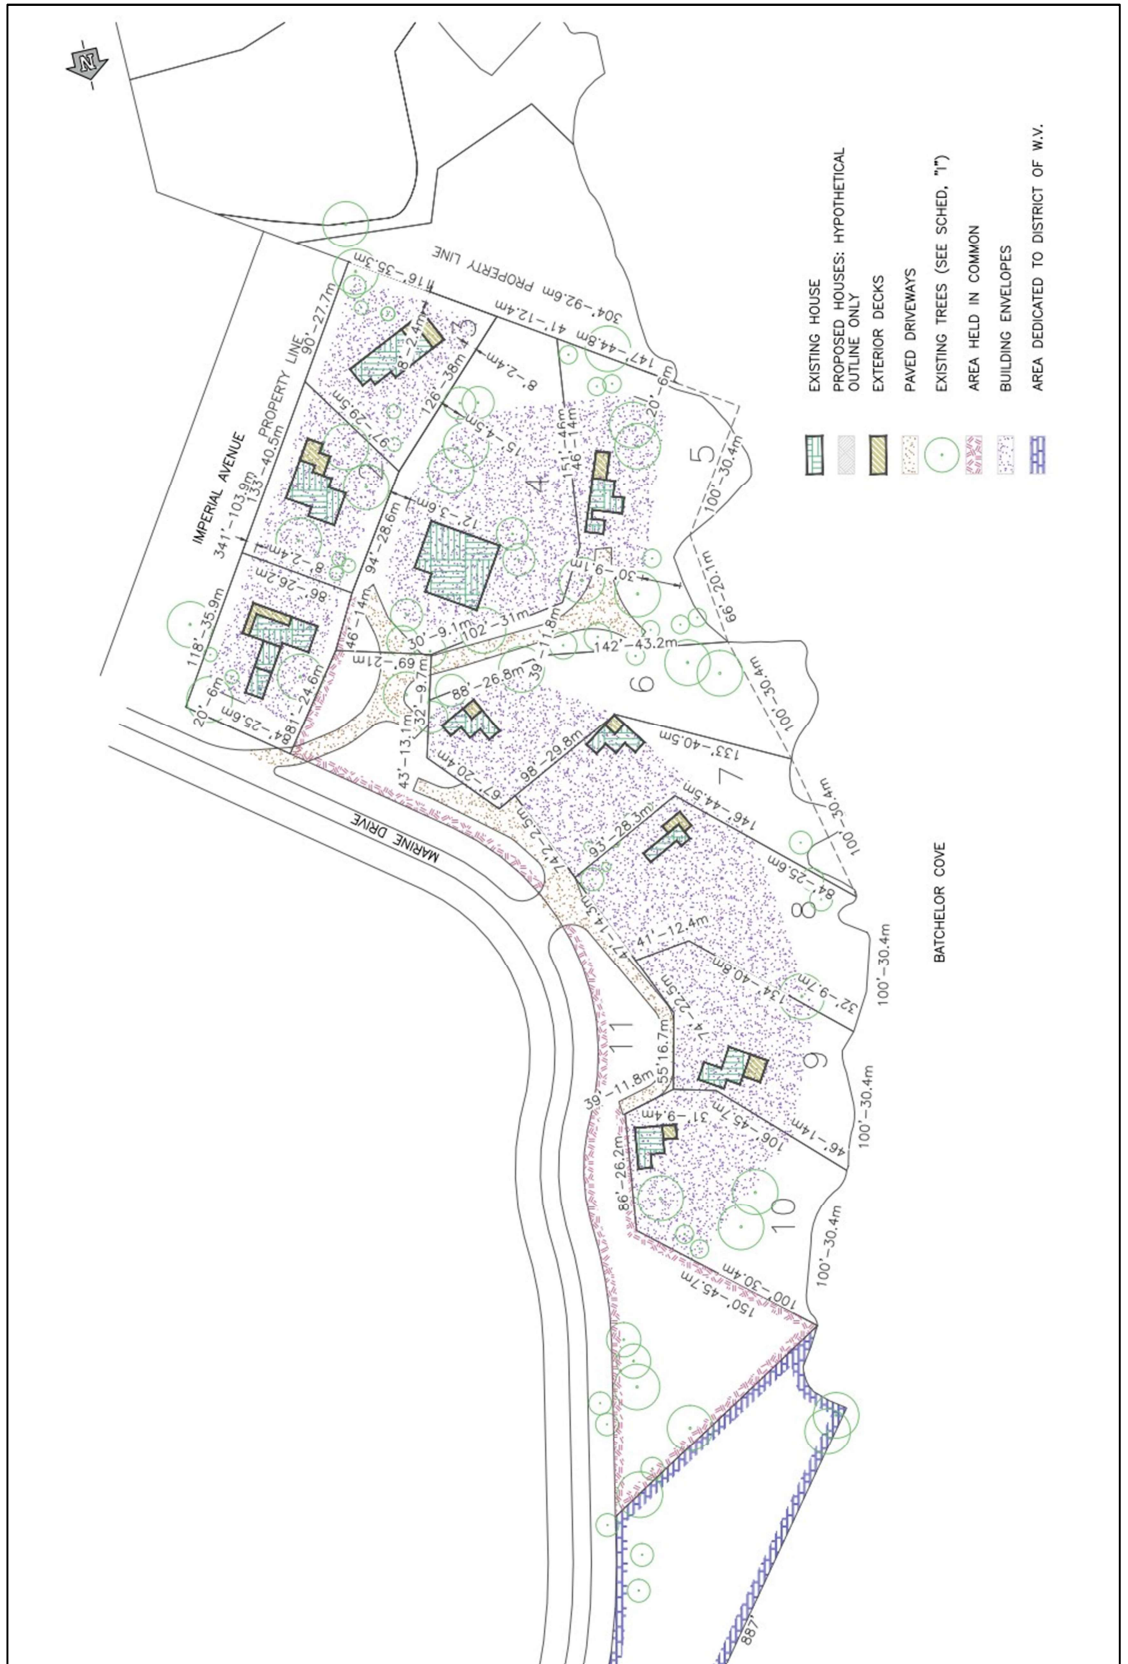 N
IMPERIAL AVENUE
341'-103.9m
PROPERTY LINE
133'-40.5m
90'-27.7m
118'-35.9m
116'-35.3m
304'-92.6m PROPERTY LINE
41'-12.4m
147'-44.8m
8'-2.4m
3
126'-38m
8'-2.4m
97'-29.5m
2
15'-4.5m
94'-28.6m
12'-3.6m
4
151'-46m
46'-14m
20'-6m
5
100'-30.4m
8'-2.4m
86'-26.2m
46'-14m
30'-9.1m
30'-9.1m
102'-31m
66'-20.1m
20'-6m
84'-25.6m
81'-24.6m
69'-21m
32'-9.7m
88'-26.8m
39'-11.8m
142'-43.2m
6
100'-30.4m
43'-13.1m
67'-20.4m
98'-29.8m
133'-40.5m
7
MARINE DRIVE
93'-28.3m
146'-44.5m
100'-30.4m
84'-25.6m
8
47'14.3m
41'-12.4m
134'-40.8m
32'-9.7m
100'-30.4m
11
74'-22.5m
55'16.7m
9
39'-11.8m
31'-9.4m
106'-45.7m
46'-14m
100'-30.4m
86'-26.2m
10
100'-30.4m
150'-45.7m
100'-30.4m
887'
BATCHELOR COVE
EXISTING HOUSE
PROPOSED HOUSES: HYPOTHETICAL
OUTLINE ONLY
EXTERIOR DECKS
PAVED DRIVEWAYS
EXISTING TREES (SEE SCHED, "I")
AREA HELD IN COMMON
BUILDING ENVELOPES
AREA DEDICATED TO DISTRICT OF W.V.